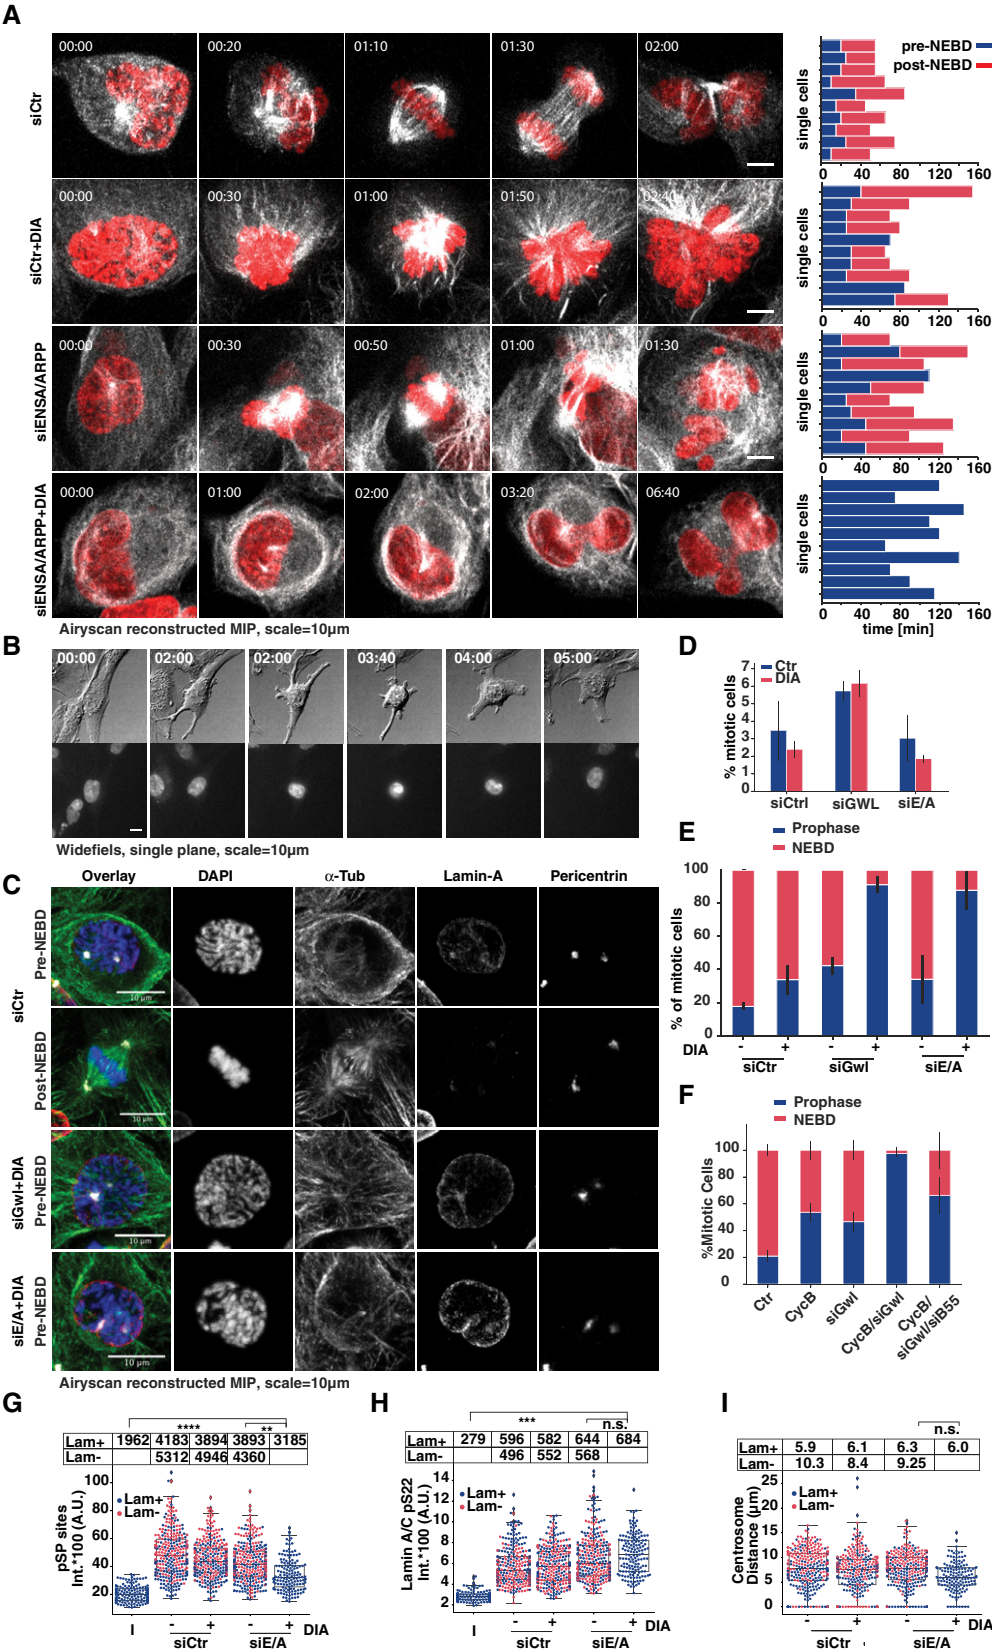 A
siCtr
00:00 00:20 01:10 01:30 02:00
pre-NEBD
post-NEBD
single cells
0 40 80 120 160
siCtr+DIA
00:00 00:30 01:00 01:50 02:40
single cells
0 40 80 120 160
siENSA/ARPP
00:00 00:30 00:50 01:00 01:30
single cells
0 40 80 120 160
siENSA/ARPP+DIA
00:00 01:00 02:00 03:20 06:40
single cells
0 40 80 120 160
time [min]
Airyscan reconstructed MIP, scale=10µm
B
00:00 02:00 02:00 03:40 04:00 05:00
Widefiels, single plane, scale=10µm
C
Overlay DAPI α-Tub Lamin-A Pericentrin
siCtr
Pre-NEBD
10 µm
Post-NEBD
10 µm
siGwl+DIA
Pre-NEBD
10 µm
siE/A+DIA
Pre-NEBD
10 µm
Airyscan reconstructed MIP, scale=10µm
D
Ctr
DIA
% mitotic cells
7
6
5
4
3
2
1
0
siCtrl siGWL siE/A
E
Prophase
NEBD
% of mitotic cells
100
80
60
40
20
0
DIA - + - + - +
siCtr siGwl siE/A
F
Prophase
NEBD
%Mitotic Cells
100
80
60
40
20
0
Ctr
CycB
siGwl
CycB/siGwl
CycB/
siGwl/siB55
G
****
**
Lam+ 1962 4183 3894 3893 3185
Lam- 5312 4946 4360
Lam+
Lam-
pSP sites
Int.*100 (A.U.)
100
80
60
40
20
I - + - + DIA
siCtr siE/A
H
***
n.s.
Lam+ 279 596 582 644 684
Lam- 496 552 568
Lam+
Lam-
Lamin A/C pS22
Int.*100 (A.U.)
14
12
10
8
6
4
2
I - + - + DIA
siCtr siE/A
I
n.s.
Lam+ 5.9 6.1 6.3 6.0
Lam- 10.3 8.4 9.25
Lam+
Lam-
Centrosome
Distance (µm)
25
20
15
10
5
0
- + - + DIA
siCtr siE/A